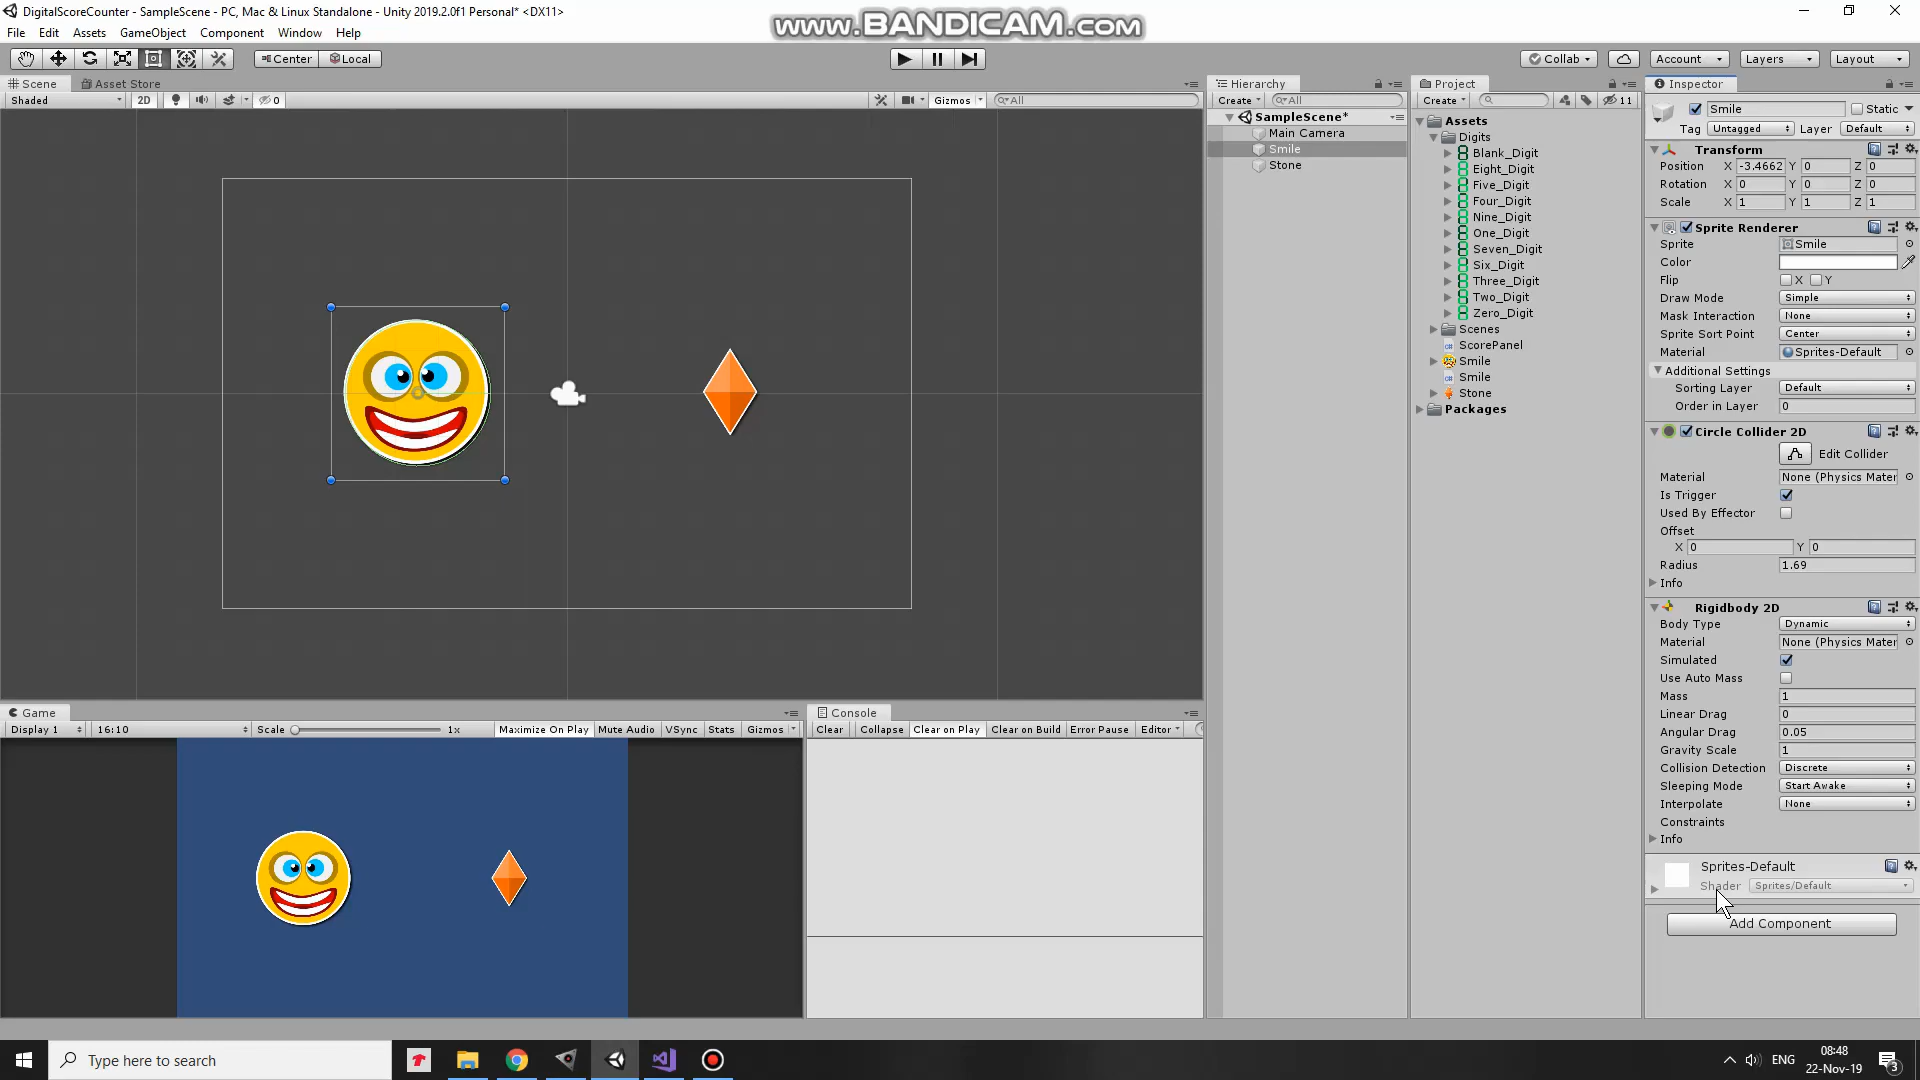 DigitalScoreCounter - SampleScene - PC, Mac & Linux Standalone - Unity 2019.2.0f1 Personal* <DX11>
www.BANDICAM.com
File Edit Assets GameObject Component Window Help
Center Local
Collab Account Layers Layout
Scene Asset Store
Shaded 2D 0 Gizmos All
Hierarchy
Create All
SampleScene*
Main Camera
Smile
Stone
Project
Create 11
Assets
Digits
Blank_Digit
Eight_Digit
Five_Digit
Four_Digit
Nine_Digit
One_Digit
Seven_Digit
Six_Digit
Three_Digit
Two_Digit
Zero_Digit
Scenes
ScorePanel
Smile
Smile
Stone
Packages
Inspector
Smile Static
Tag Untagged Layer Default
Transform
Position X -3.4662 Y 0 Z 0
Rotation X 0 Y 0 Z 0
Scale X 1 Y 1 Z 1
Sprite Renderer
Sprite Smile
Color
Flip X Y
Draw Mode Simple
Mask Interaction None
Sprite Sort Point Center
Material Sprites-Default
Additional Settings
Sorting Layer Default
Order in Layer 0
Circle Collider 2D
Edit Collider
Material None (Physics Mater
Is Trigger
Used By Effector
Offset
X 0 Y 0
Radius 1.69
Info
Rigidbody 2D
Body Type Dynamic
Material None (Physics Mater
Simulated
Use Auto Mass
Mass 1
Linear Drag 0
Angular Drag 0.05
Gravity Scale 1
Collision Detection Discrete
Sleeping Mode Start Awake
Interpolate None
Constraints
Info
Sprites-Default
Shader Sprites/Default
Add Component
Game
Display 1 16:10 Scale 1x Maximize On Play Mute Audio VSync Stats Gizmos
Console
Clear Collapse Clear on Play Clear on Build Error Pause Editor
Type here to search
ENG
08:48
22-Nov-19
3